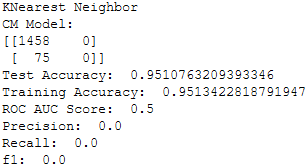 KNearest Neighbor
CM Model:
[[1458    0]
 [  75    0]]
Test Accuracy:  0.9510763209393346
Training Accuracy:  0.9513422818791947
ROC AUC Score:  0.5
Precision:  0.0
Recall:  0.0
f1:  0.0